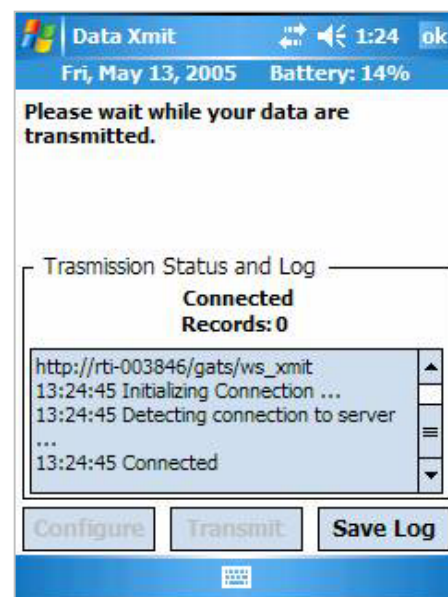 Data Xmit 1:24 ok
Fri, May 13, 2005 Battery: 14%
Please wait while your data are
transmitted.
Trasmission Status and Log
Connected
Records: 0
http://rti-003846/gats/ws_xmit
13:24:45 Initializing Connection ...
13:24:45 Detecting connection to server
...
13:24:45 Connected
Configure Transmit Save Log